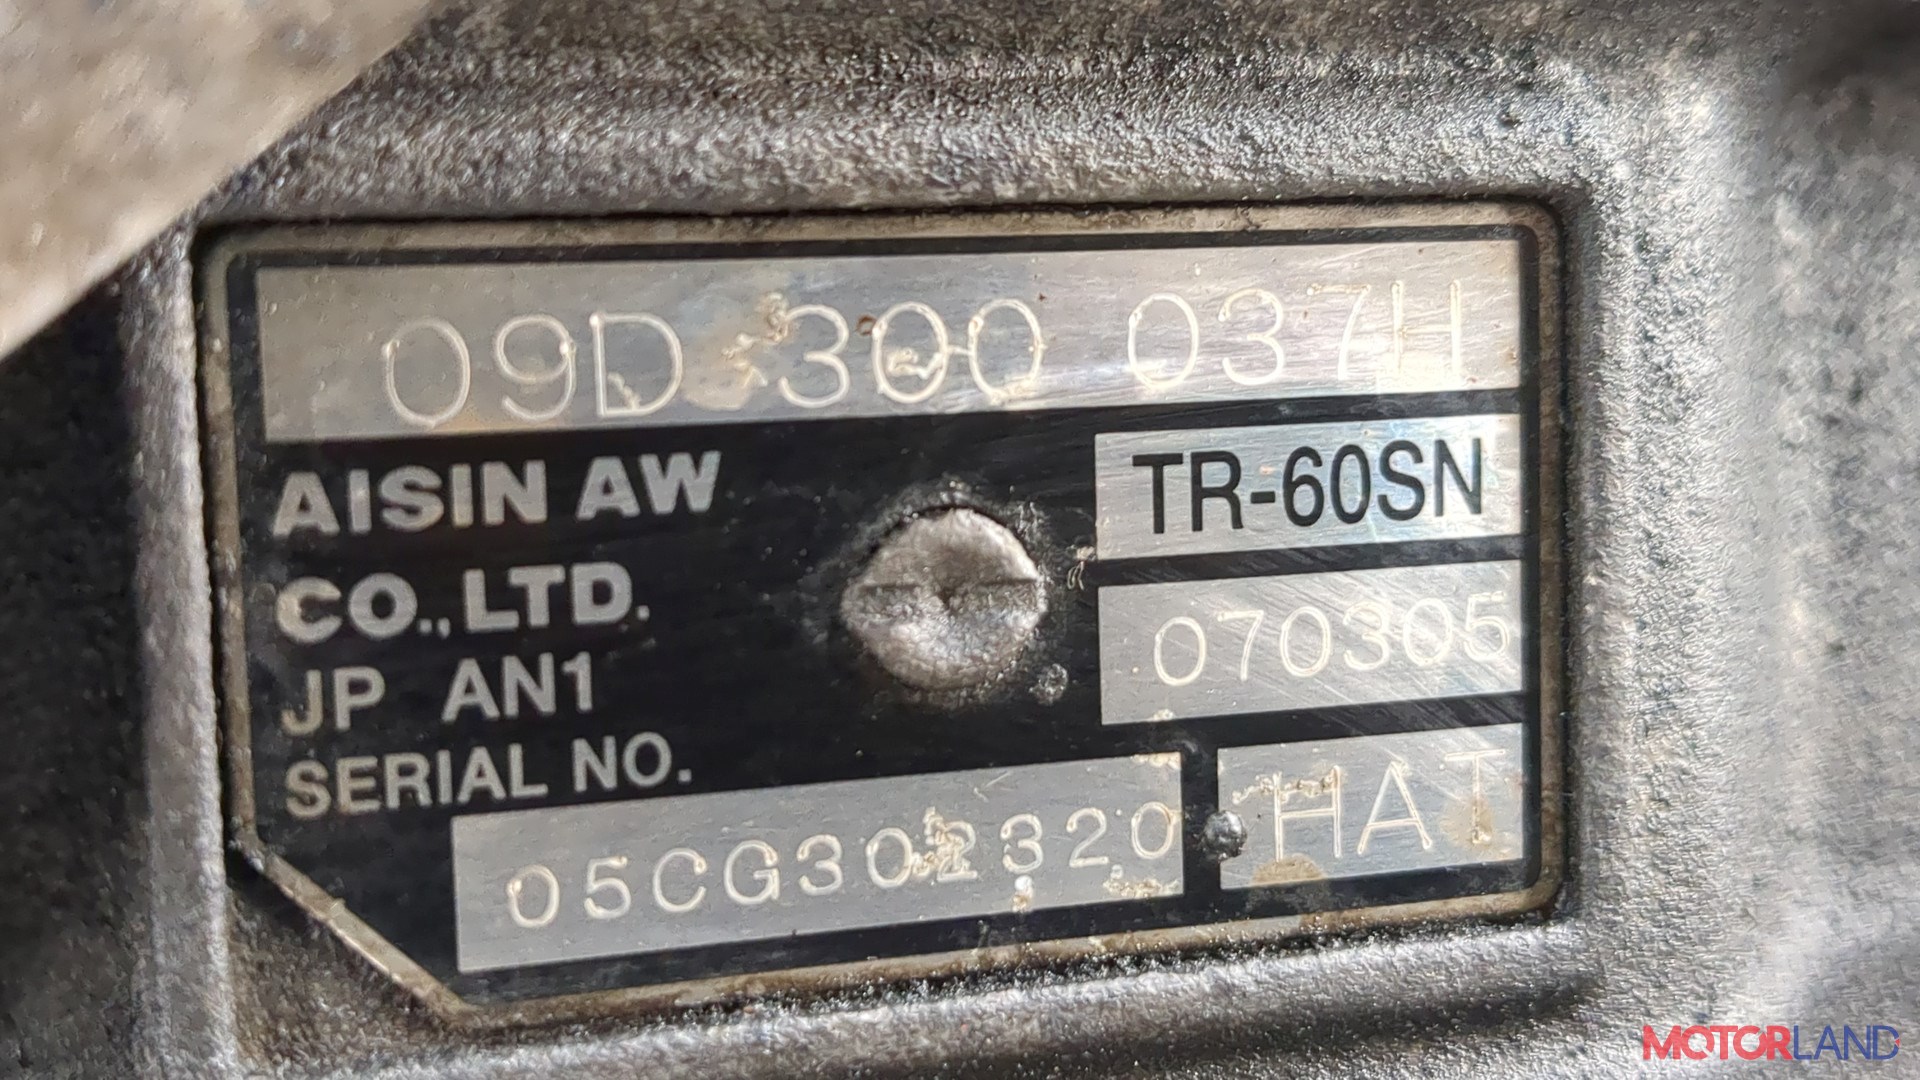 09D 300 037H
AISIN AW
CO., LTD.
JP AN1
SERIAL NO.
TR-60SN
070305
05CG302320
HAT
MOTORLAND